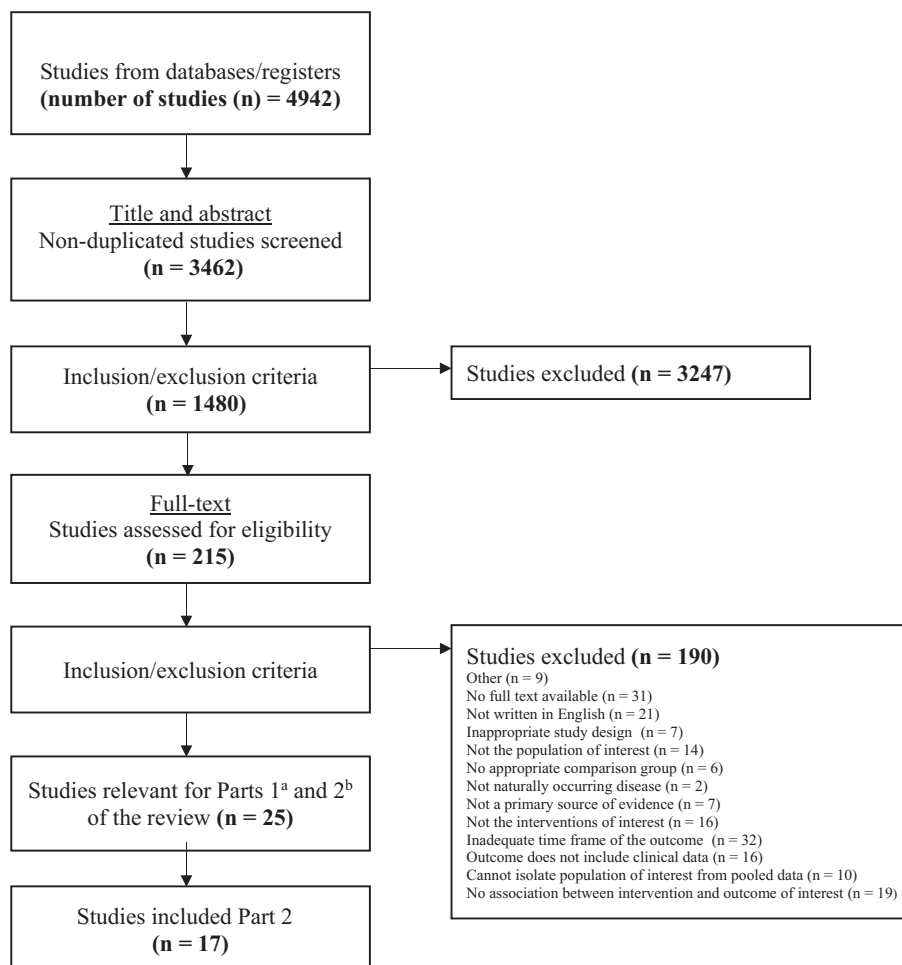 Studies from databases/registers
(number of studies (n) = 4942)
Title and abstract
Non-duplicated studies screened
(n = 3462)
Inclusion/exclusion criteria
(n = 1480)
Studies excluded (n = 3247)
Full-text
Studies assessed for eligibility
(n = 215)
Inclusion/exclusion criteria
Studies excluded (n = 190)
Other (n = 9)
No full text available (n = 31)
Not written in English (n = 21)
Inappropriate study design (n = 7)
Not the population of interest (n = 14)
No appropriate comparison group (n = 6)
Not naturally occurring disease (n = 2)
Not a primary source of evidence (n = 7)
Not the interventions of interest (n = 16)
Inadequate time frame of the outcome (n = 32)
Outcome does not include clinical data (n = 16)
Cannot isolate population of interest from pooled data (n = 10)
No association between intervention and outcome of interest (n = 19)
Studies relevant for Parts 1ᵃ and 2ᵇ
of the review (n = 25)
Studies included Part 2
(n = 17)